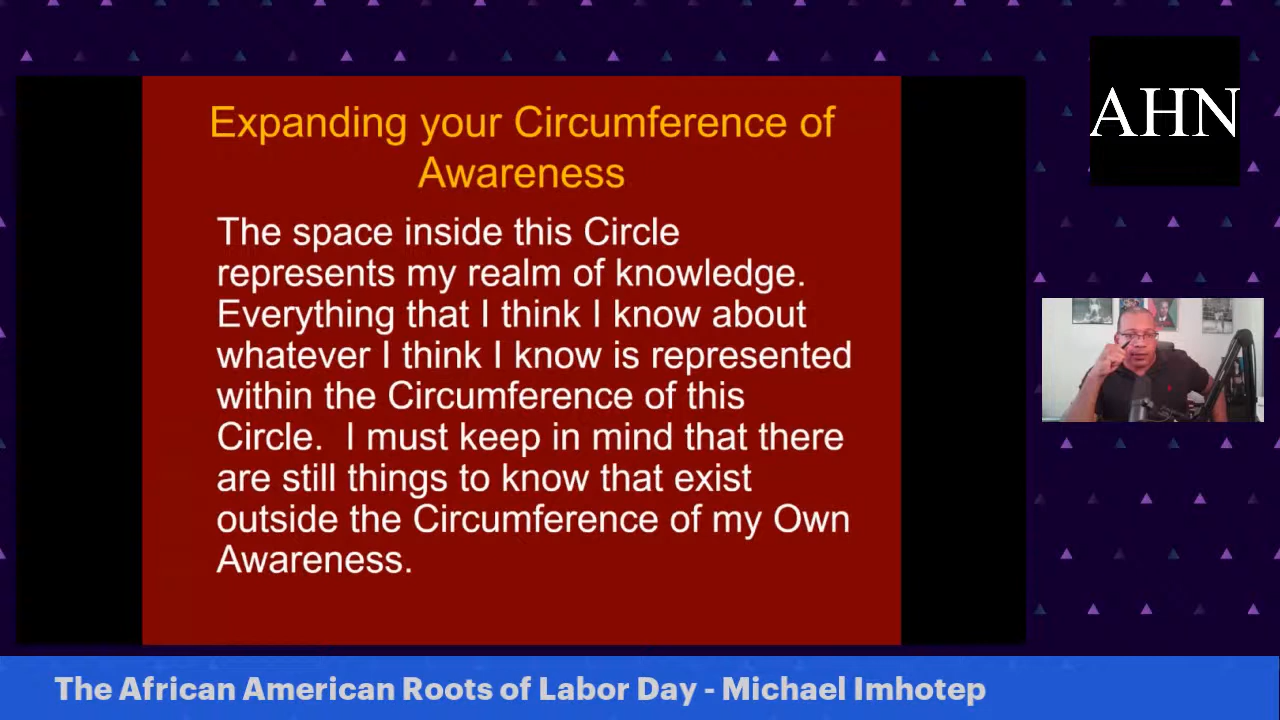 Expanding your Circumference of
Awareness
The space inside this Circle
represents my realm of knowledge.
Everything that I think I know about
whatever I think I know is represented
within the Circumference of this
Circle.  I must keep in mind that there
are still things to know that exist
outside the Circumference of my Own
Awareness.
AHN
The African American Roots of Labor Day - Michael Imhotep